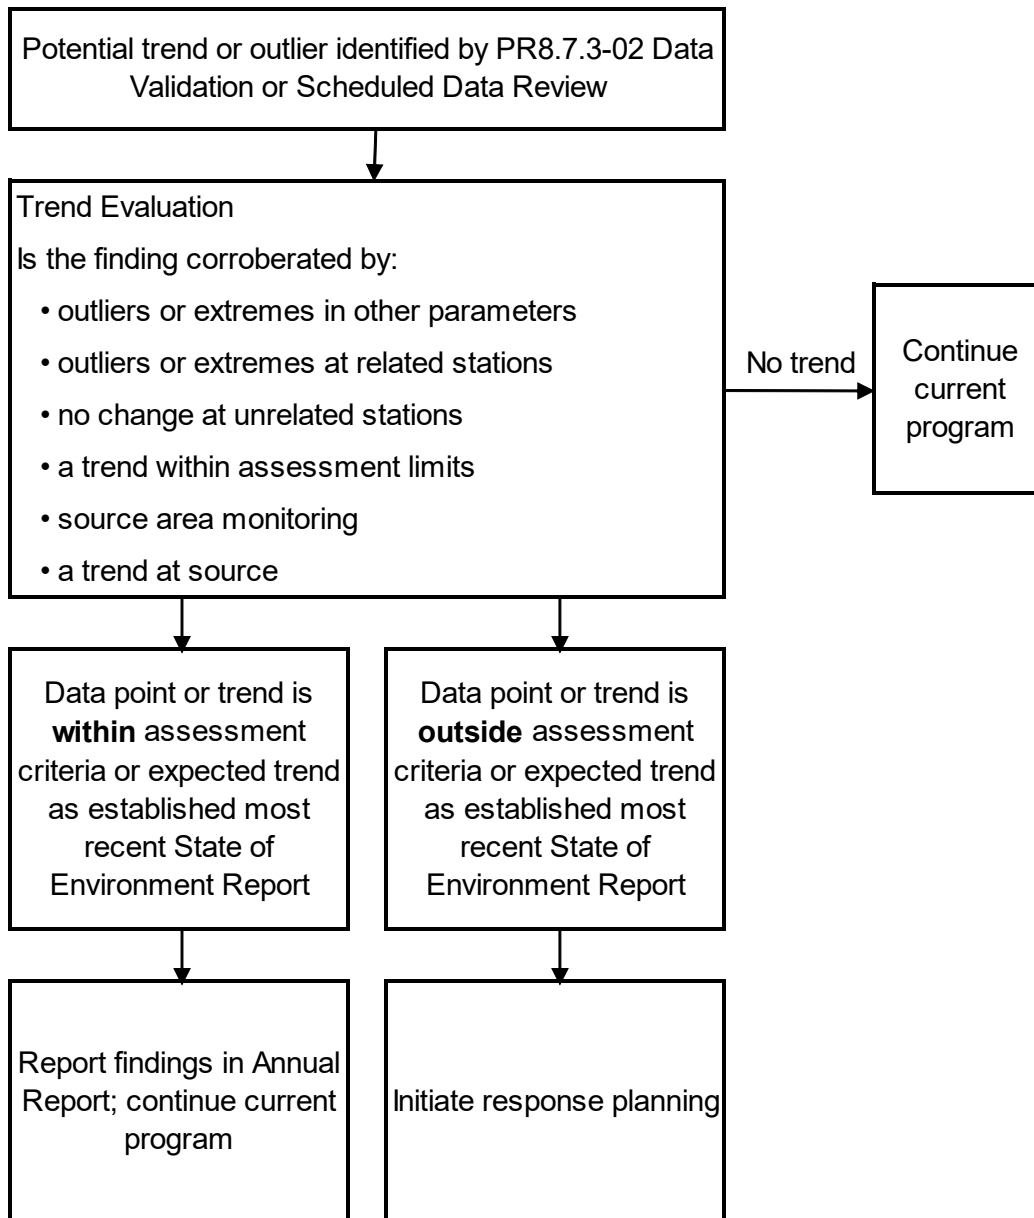 Potential trend or outlier identified by PR8.7.3-02 Data
Validation or Scheduled Data Review
Trend Evaluation
Is the finding corroberated by:
• outliers or extremes in other parameters
• outliers or extremes at related stations
• no change at unrelated stations
• a trend within assessment limits
• source area monitoring
• a trend at source
No trend
Continue
current
program
Data point or trend is
within assessment
criteria or expected trend
as established most
recent State of
Environment Report
Data point or trend is
outside assessment
criteria or expected trend
as established most
recent State of
Environment Report
Report findings in Annual
Report; continue current
program
Initiate response planning